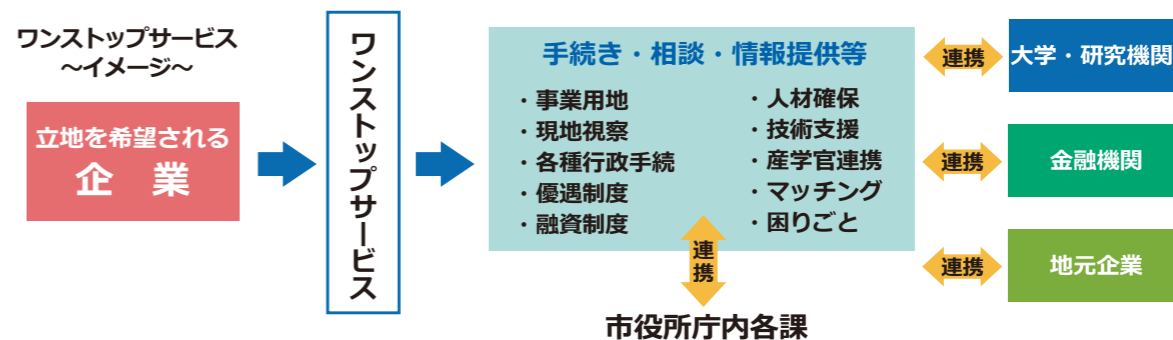 ワンストップサービス
～イメージ～
立地を希望される
企　業
ワンストップサービス
手続き・相談・情報提供等
・事業用地
・現地視察
・各種行政手続
・優遇制度
・融資制度
・人材確保
・技術支援
・産学官連携
・マッチング
・困りごと
連携
大学・研究機関
連携
金融機関
連携
地元企業
連携
市役所庁内各課